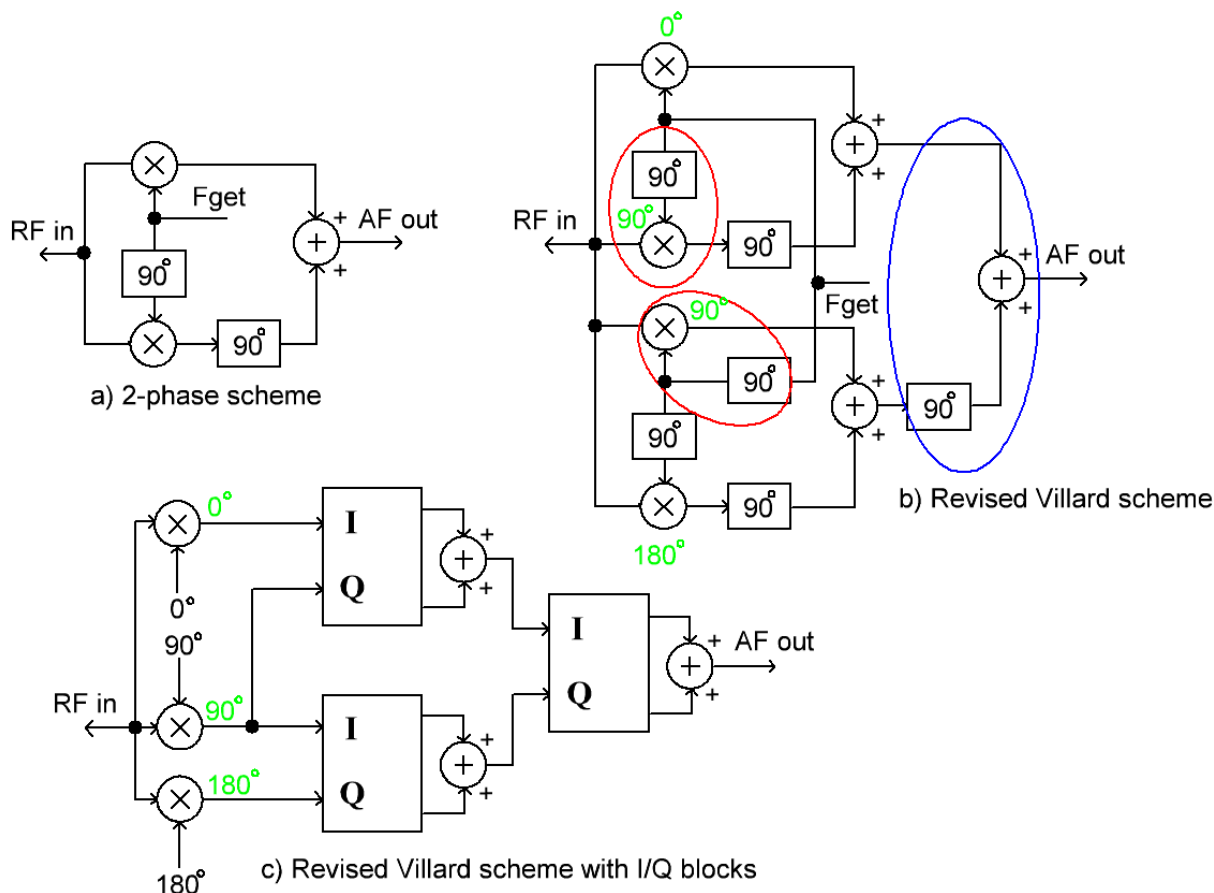 RF in
Fget
90°
90°
+
+
AF out
a) 2-phase scheme
0°
90°
90°
90°
+
+
RF in
Fget
90°
90°
90°
90°
+
+
90°
180°
+
+
AF out
b) Revised Villard scheme
0°
0°
90°
RF in
90°
180°
180°
I
Q
+
+
I
Q
+
+
I
Q
+
+
AF out
c) Revised Villard scheme with I/Q blocks